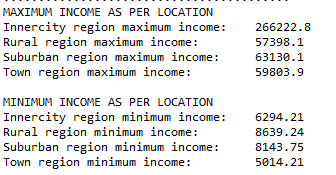 MAXIMUM INCOME AS PER LOCATION
Innercity region maximum income: 266222.8
Rural region maximum income: 57398.1
Suburban region maximum income: 63130.1
Town region maximum income: 59803.9
MINIMUM INCOME AS PER LOCATION
Innercity region minimum income: 6294.21
Rural region minimum income: 8639.24
Suburban region minimum income: 8143.75
Town region minimum income: 5014.21